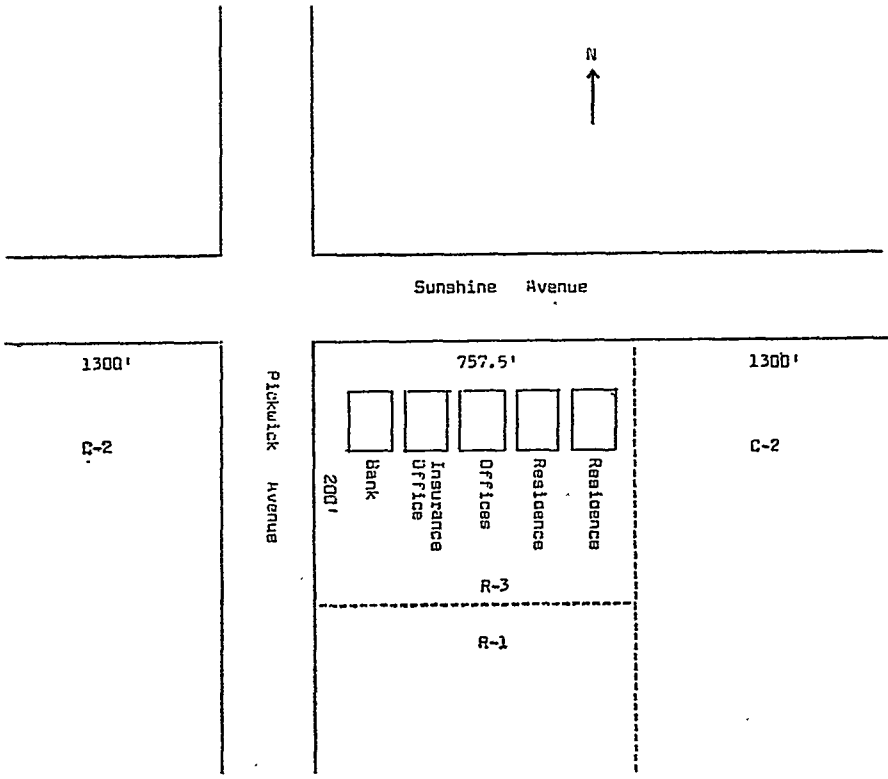 N
Sunshine Avenue
1300'
757.5'
1300'
Pickwick Avenue
C-2
C-2
200'
Bank
Insurance
Office
Offices
Residence
Residence
R-3
R-1